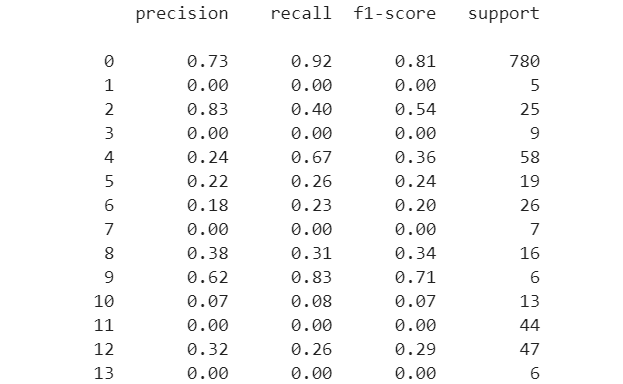 precision recall f1-score support
0 0.73 0.92 0.81 780
1 0.00 0.00 0.00 5
2 0.83 0.40 0.54 25
3 0.00 0.00 0.00 9
4 0.24 0.67 0.36 58
5 0.22 0.26 0.24 19
6 0.18 0.23 0.20 26
7 0.00 0.00 0.00 7
8 0.38 0.31 0.34 16
9 0.62 0.83 0.71 6
10 0.07 0.08 0.07 13
11 0.00 0.00 0.00 44
12 0.32 0.26 0.29 47
13 0.00 0.00 0.00 6